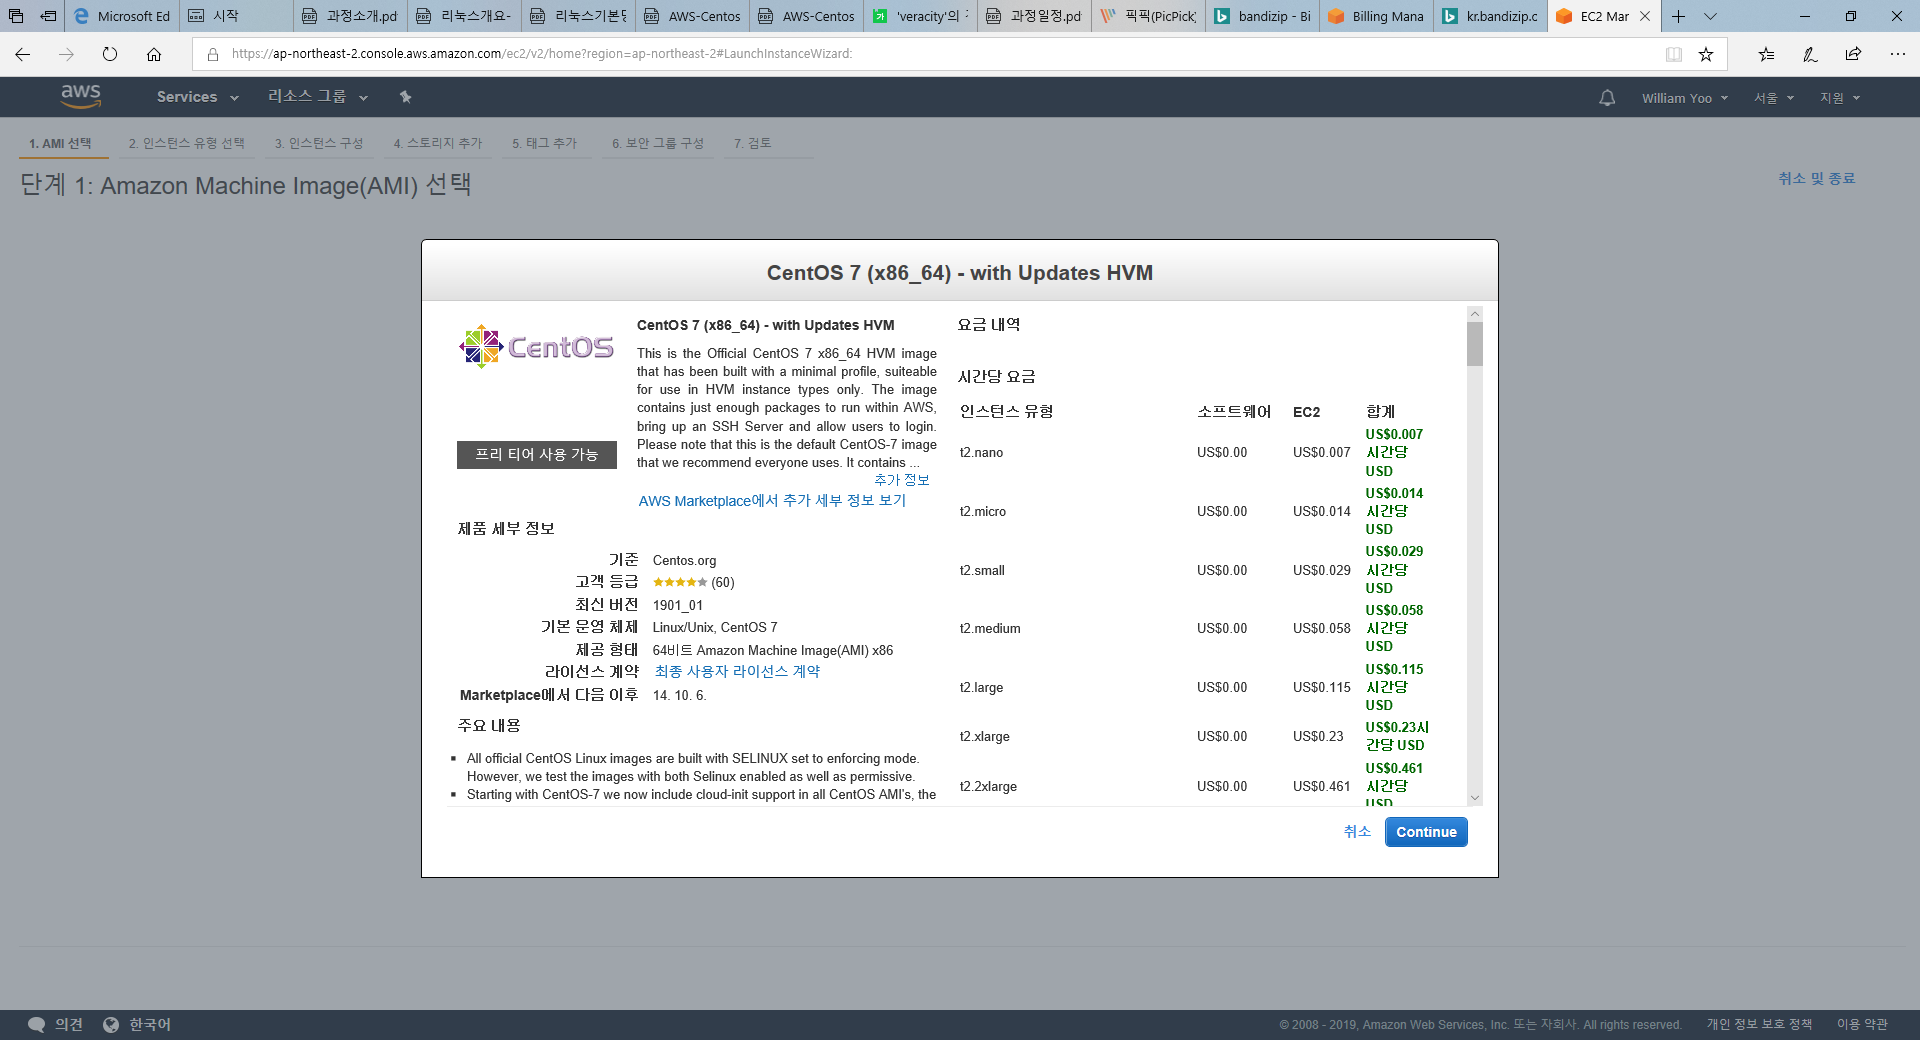 Microsoft Ed
시작
과정소개.pd
리눅스개요-
리눅스기본명
AWS-Centos
AWS-Centos
'veracity'의
과정일정.pd
픽픽(PicPick)
bandizip - Bi
Billing Mana
kr.bandizip.c
EC2 Mar
https://ap-northeast-2.console.aws.amazon.com/ec2/v2/home?region=ap-northeast-2#LaunchInstanceWizard:
aws
Services
리소스 그룹
William Yoo
서울
지원
1. AMI 선택
2. 인스턴스 유형 선택
3. 인스턴스 구성
4. 스토리지 추가
5. 태그 추가
6. 보안 그룹 구성
7. 검토
단계 1: Amazon Machine Image(AMI) 선택
취소 및 종료
CentOS 7 (x86_64) - with Updates HVM
CentOS
프리 티어 사용 가능
CentOS 7 (x86_64) - with Updates HVM
This is the Official CentOS 7 x86_64 HVM image
that has been built with a minimal profile, suiteable
for use in HVM instance types only. The image
contains just enough packages to run within AWS,
bring up an SSH Server and allow users to login.
Please note that this is the default CentOS-7 image
that we recommend everyone uses. It contains ...
추가 정보
AWS Marketplace에서 추가 세부 정보 보기
제품 세부 정보
기준 Centos.org
고객 등급 (60)
최신 버전 1901_01
기본 운영 체제 Linux/Unix, CentOS 7
제공 형태 64비트 Amazon Machine Image(AMI) x86
라이선스 계약 최종 사용자 라이선스 계약
Marketplace에서 다음 이후 14. 10. 6.
주요 내용
All official CentOS Linux images are built with SELINUX set to enforcing mode.
However, we test the images with both Selinux enabled as well as permissive.
Starting with CentOS-7 we now include cloud-init support in all CentOS AMI's, the
요금 내역
시간당 요금
인스턴스 유형 소프트웨어 EC2 합계
t2.nano US$0.00 US$0.007 US$0.007
시간당
USD
t2.micro US$0.00 US$0.014 US$0.014
시간당
USD
t2.small US$0.00 US$0.029 US$0.029
시간당
USD
t2.medium US$0.00 US$0.058 US$0.058
시간당
USD
t2.large US$0.00 US$0.115 US$0.115
시간당
USD
t2.xlarge US$0.00 US$0.23 US$0.23시
간당 USD
t2.2xlarge US$0.00 US$0.461 US$0.461
시간당
USD
취소
Continue
의견
한국어
© 2008 - 2019, Amazon Web Services, Inc. 또는 자회사. All rights reserved.
개인 정보 보호 정책
이용 약관